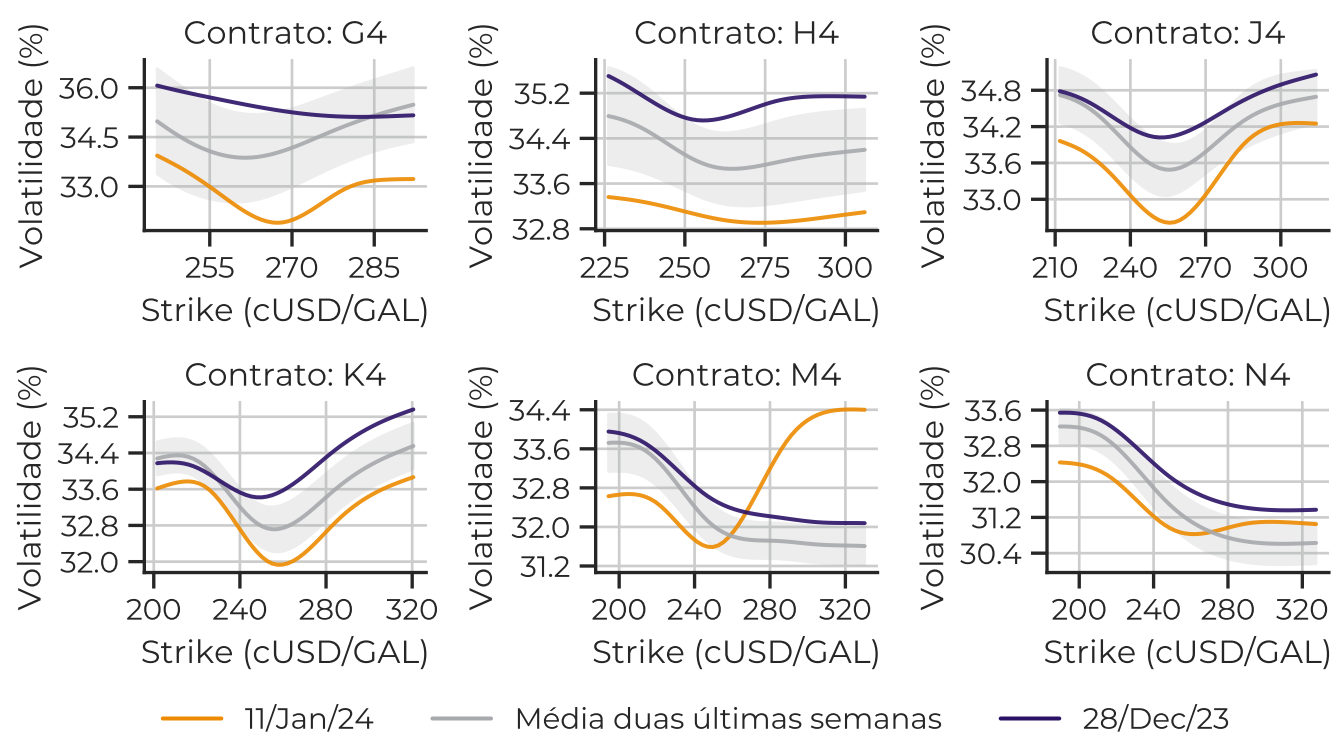 Contrato: G4
Volatilidade (%)
36.0
34.5
33.0
255 270 285
Strike (cUSD/GAL)
Contrato: H4
Volatilidade (%)
35.2
34.4
33.6
32.8
225 250 275 300
Strike (cUSD/GAL)
Contrato: J4
Volatilidade (%)
34.8
34.2
33.6
33.0
210 240 270 300
Strike (cUSD/GAL)
Contrato: K4
Volatilidade (%)
35.2
34.4
33.6
32.8
32.0
200 240 280 320
Strike (cUSD/GAL)
Contrato: M4
Volatilidade (%)
34.4
33.6
32.8
32.0
31.2
200 240 280 320
Strike (cUSD/GAL)
Contrato: N4
Volatilidade (%)
33.6
32.8
32.0
31.2
30.4
200 240 280 320
Strike (cUSD/GAL)
11/Jan/24 Média duas últimas semanas 28/Dec/23